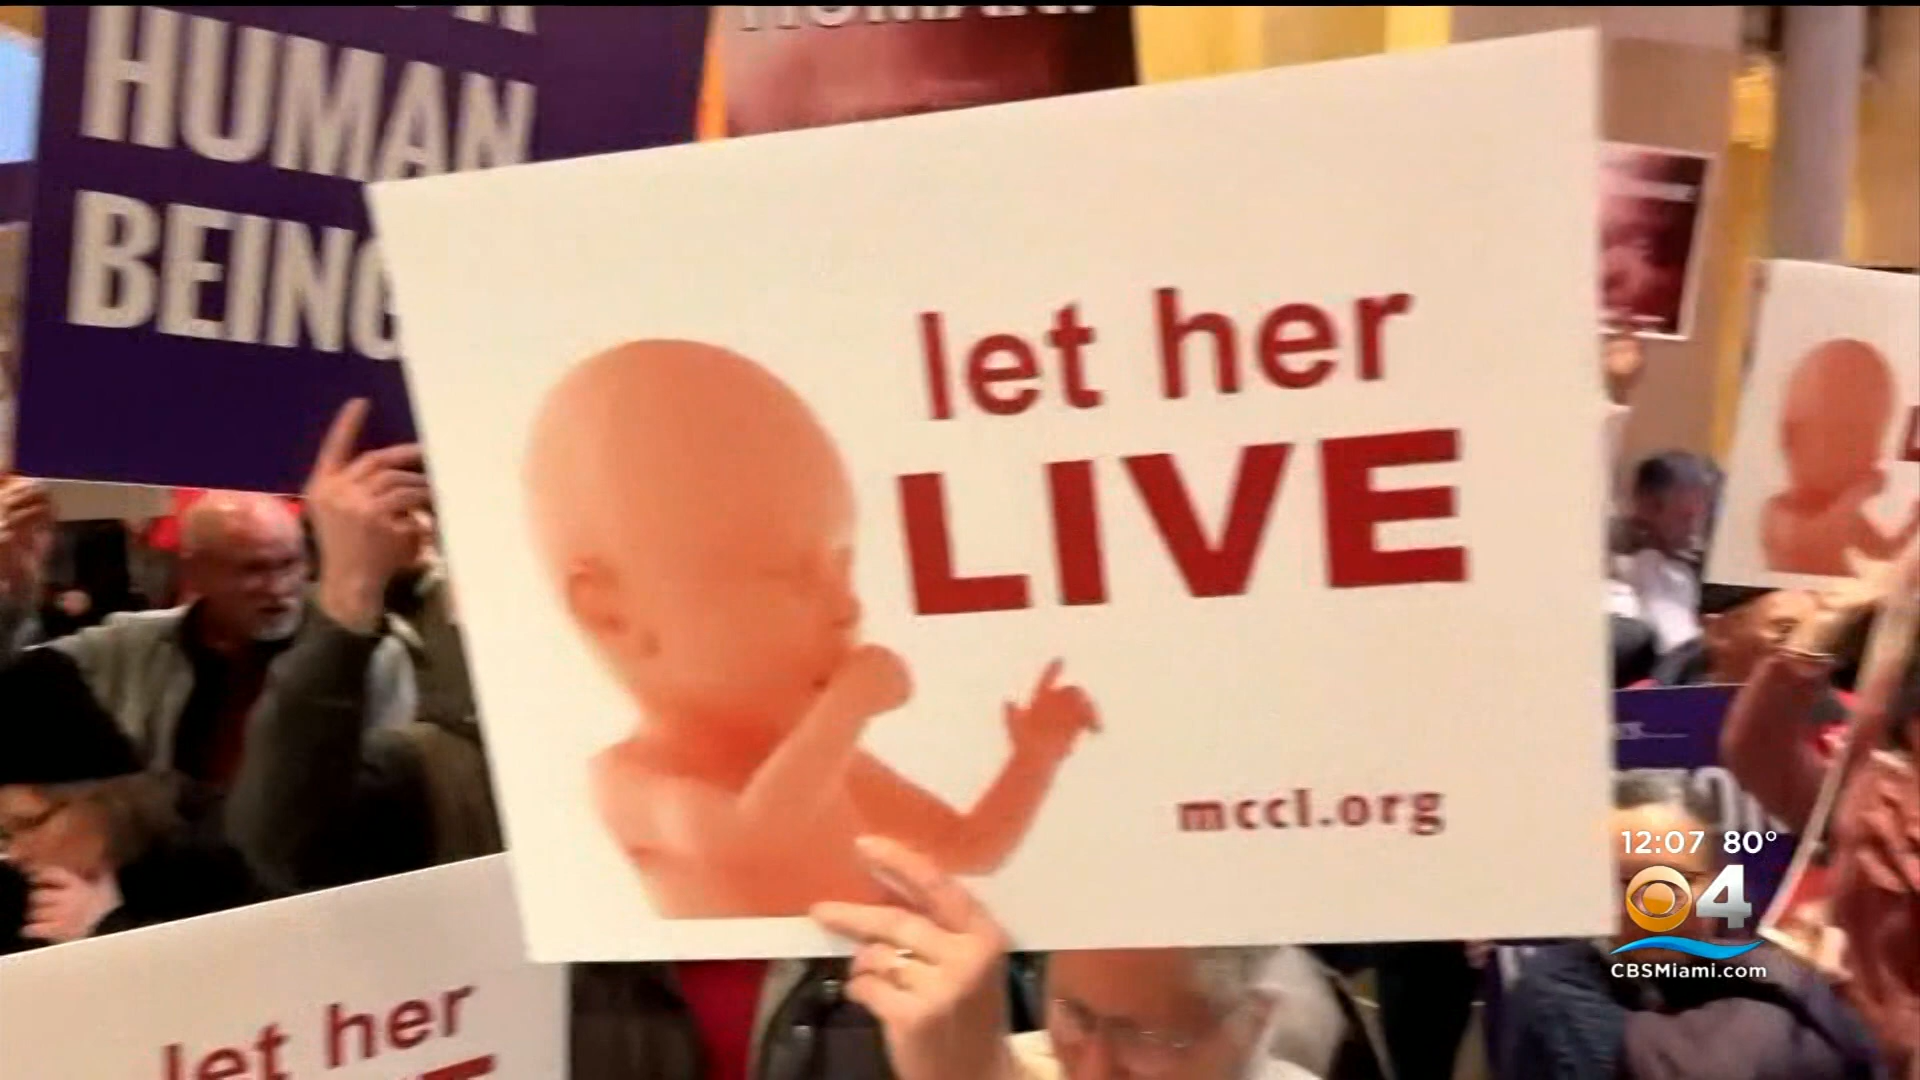 HUMAN
BEING
let her
LIVE
mccl.org
let her
12:07 80°
4
CBSMiami.com